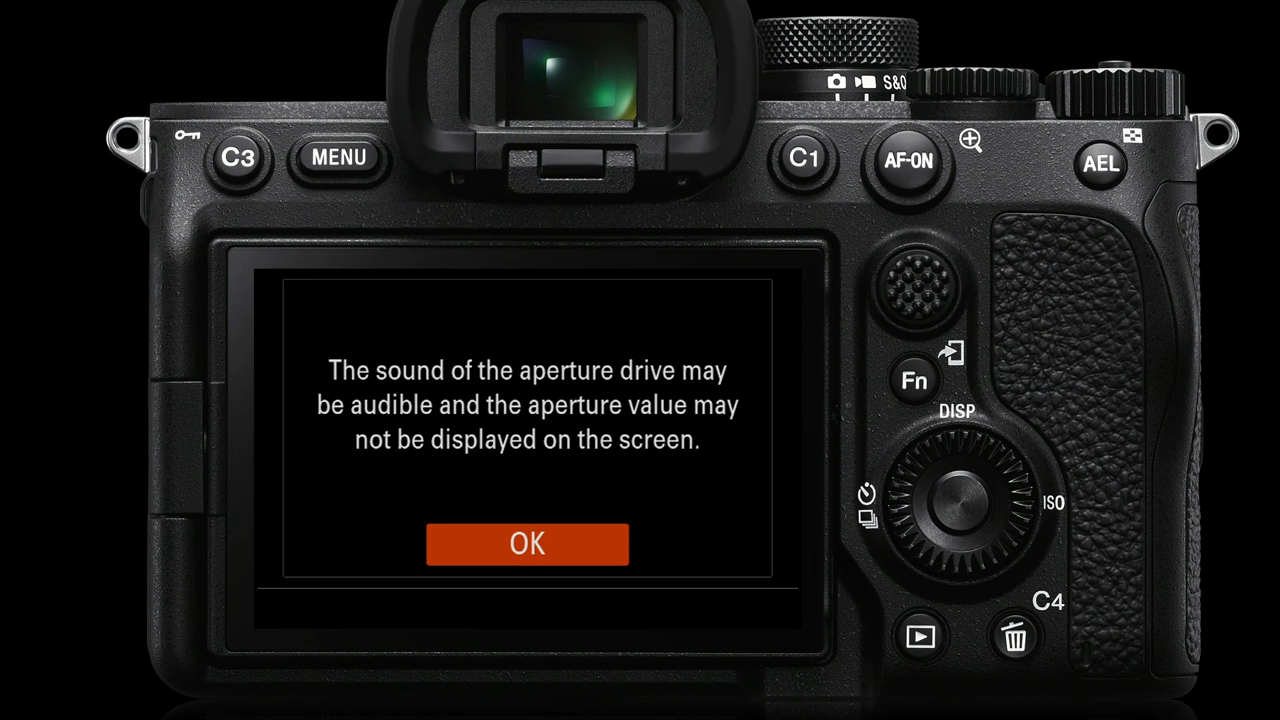 S&Q
C3
MENU
C1
AF-ON
AEL
The sound of the aperture drive may
be audible and the aperture value may
not be displayed on the screen.
OK
Fn
DISP
ISO
C4